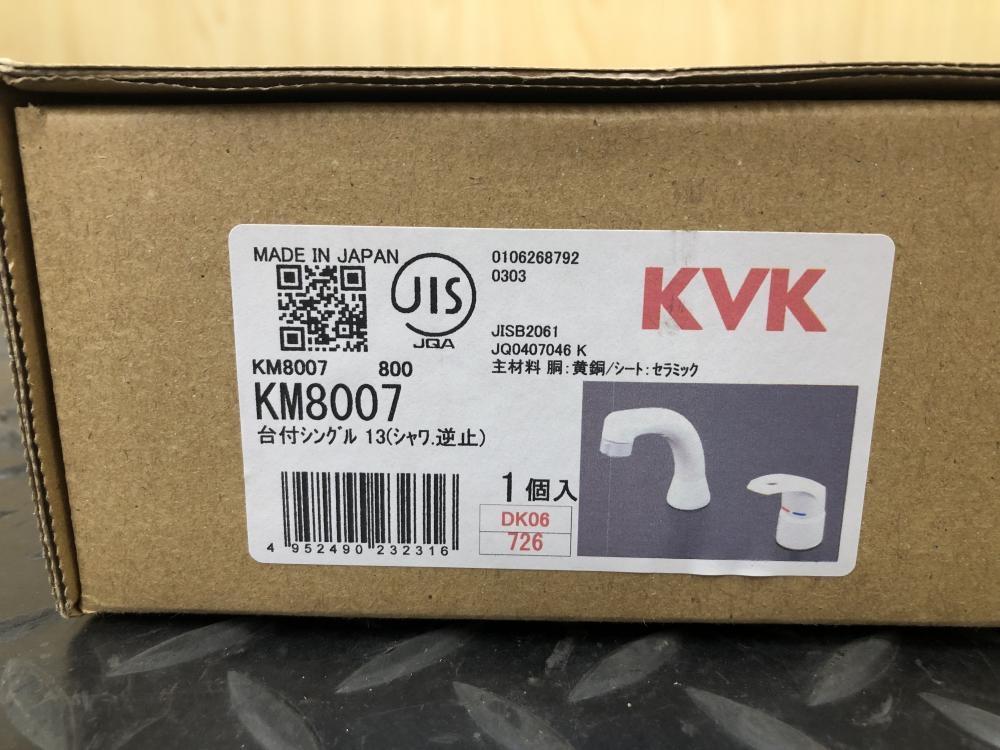 MADE IN JAPAN
JIS
JQA
0106268792
0303
KVK
JISB2061
JQ0407046 K
主材料 胴:黄銅/シート:セラミック
KM8007 800
KM8007
台付シングル 13(シャワ.逆止)
1個入
DK06
726
4 952490 232316